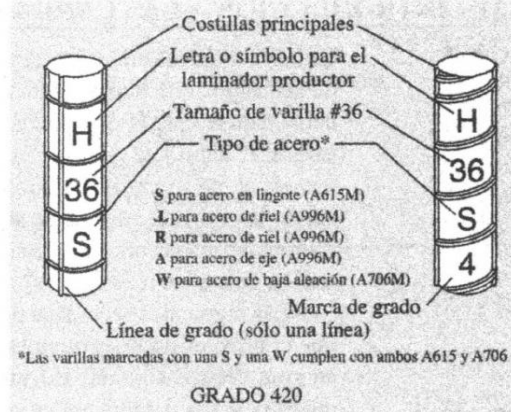 Costillas principales
Letra o símbolo para el
laminador productor
H
H
Tamaño de varilla #36
Tipo de acero*
36
36
S para acero en lingote (A615M)
S
S
⅃L para acero de riel (A996M)
R para acero de riel (A996M)
A para acero de eje (A996M)
4
W para acero de baja aleación (A706M)
Marca de grado
Línea de grado (sólo una línea)
*Las varillas marcadas con una S y una W cumplen con ambos A615 y A706
GRADO 420